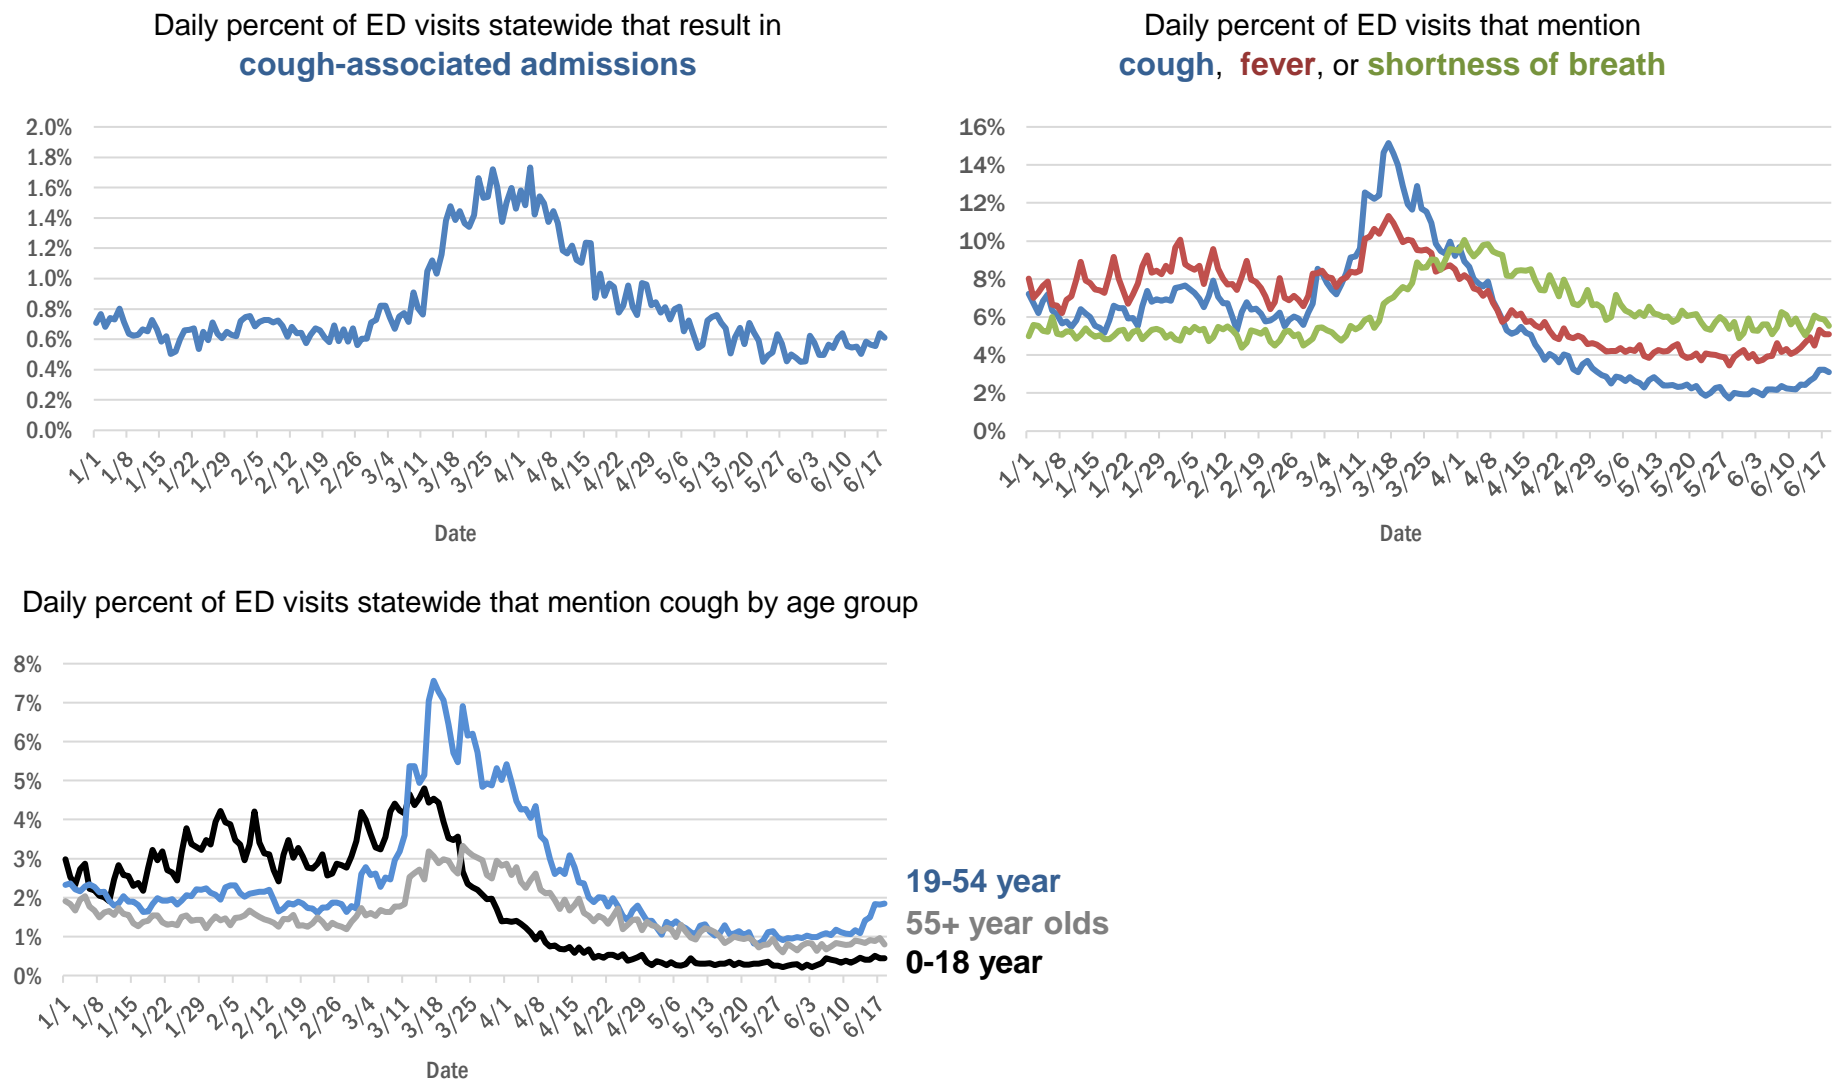 Daily percent of ED visits statewide that result in
cough-associated admissions
2.0%
1.8%
1.6%
1.4%
1.2%
1.0%
0.8%
0.6%
0.4%
0.2%
0.0%
1/1 1/8 1/15 1/22 1/29 2/5 2/12 2/19 2/26 3/4 3/11 3/18 3/25 4/1 4/8 4/15 4/22 4/29 5/6 5/13 5/20 5/27 6/3 6/10 6/17
Date
Daily percent of ED visits that mention
cough, fever, or shortness of breath
16%
14%
12%
10%
8%
6%
4%
2%
0%
1/1 1/8 1/15 1/22 1/29 2/5 2/12 2/19 2/26 3/4 3/11 3/18 3/25 4/1 4/8 4/15 4/22 4/29 5/6 5/13 5/20 5/27 6/3 6/10 6/17
Date
Daily percent of ED visits statewide that mention cough by age group
8%
7%
6%
5%
4%
3%
2%
1%
0%
1/1 1/8 1/15 1/22 1/29 2/5 2/12 2/19 2/26 3/4 3/11 3/18 3/25 4/1 4/8 4/15 4/22 4/29 5/6 5/13 5/20 5/27 6/3 6/10 6/17
Date
19-54 year
55+ year olds
0-18 year